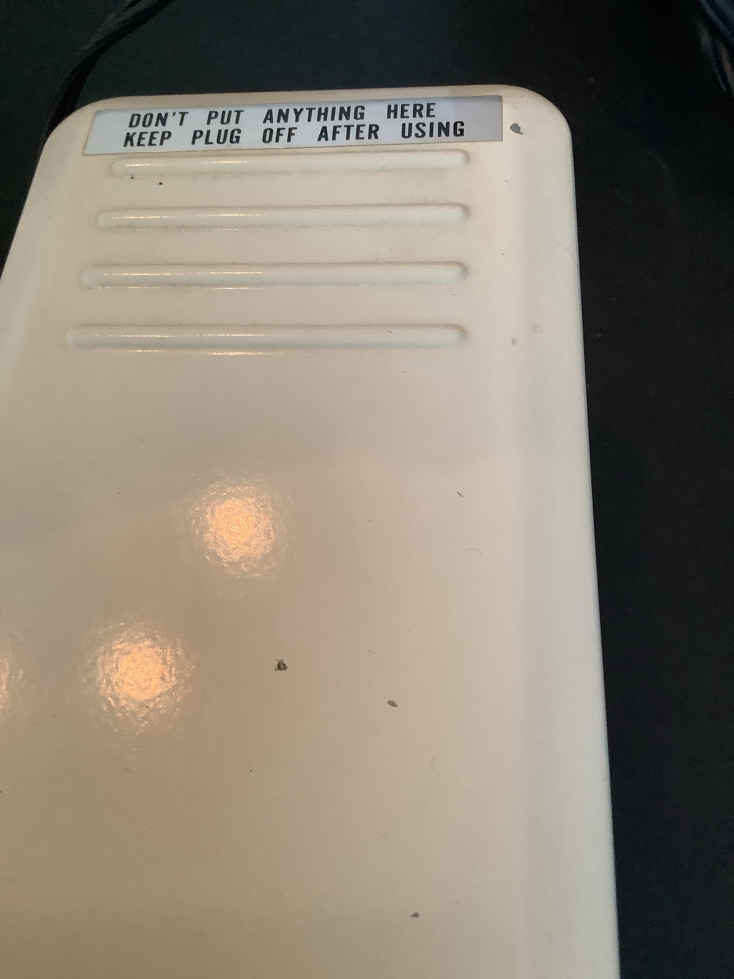 DON'T PUT ANYTHING HERE
KEEP PLUG OFF AFTER USING